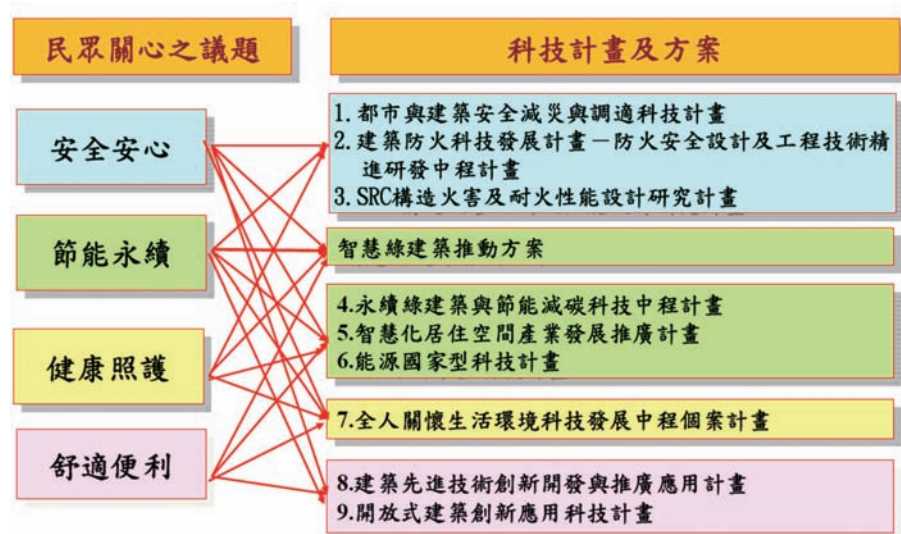 民眾關心之議題
科技計畫及方案
安全安心
節能永續
健康照護
舒適便利
1. 都市與建築安全減災與調適科技計畫
2. 建築防火科技發展計畫－防火安全設計及工程技術精
進研發中程計畫
3. SRC構造火害及耐火性能設計研究計畫
智慧綠建築推動方案
4.永續綠建築與節能減碳科技中程計畫
5.智慧化居住空間產業發展推廣計畫
6.能源國家型科技計畫
7.全人關懷生活環境科技發展中程個案計畫
8.建築先進技術創新開發與推廣應用計畫
9.開放式建築創新應用科技計畫